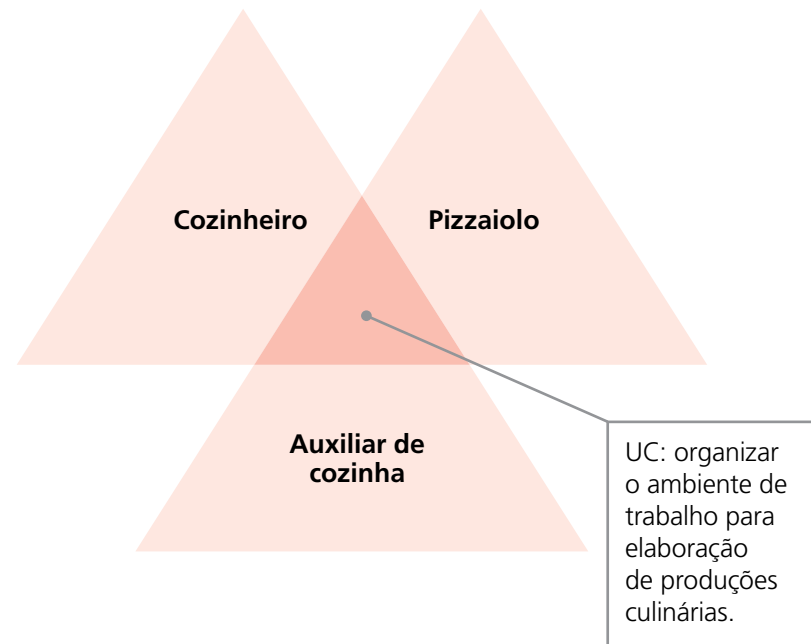 Cozinheiro
Pizzaiolo
Auxiliar de
cozinha
UC: organizar
o ambiente de
trabalho para
elaboração
de produções
culinárias.